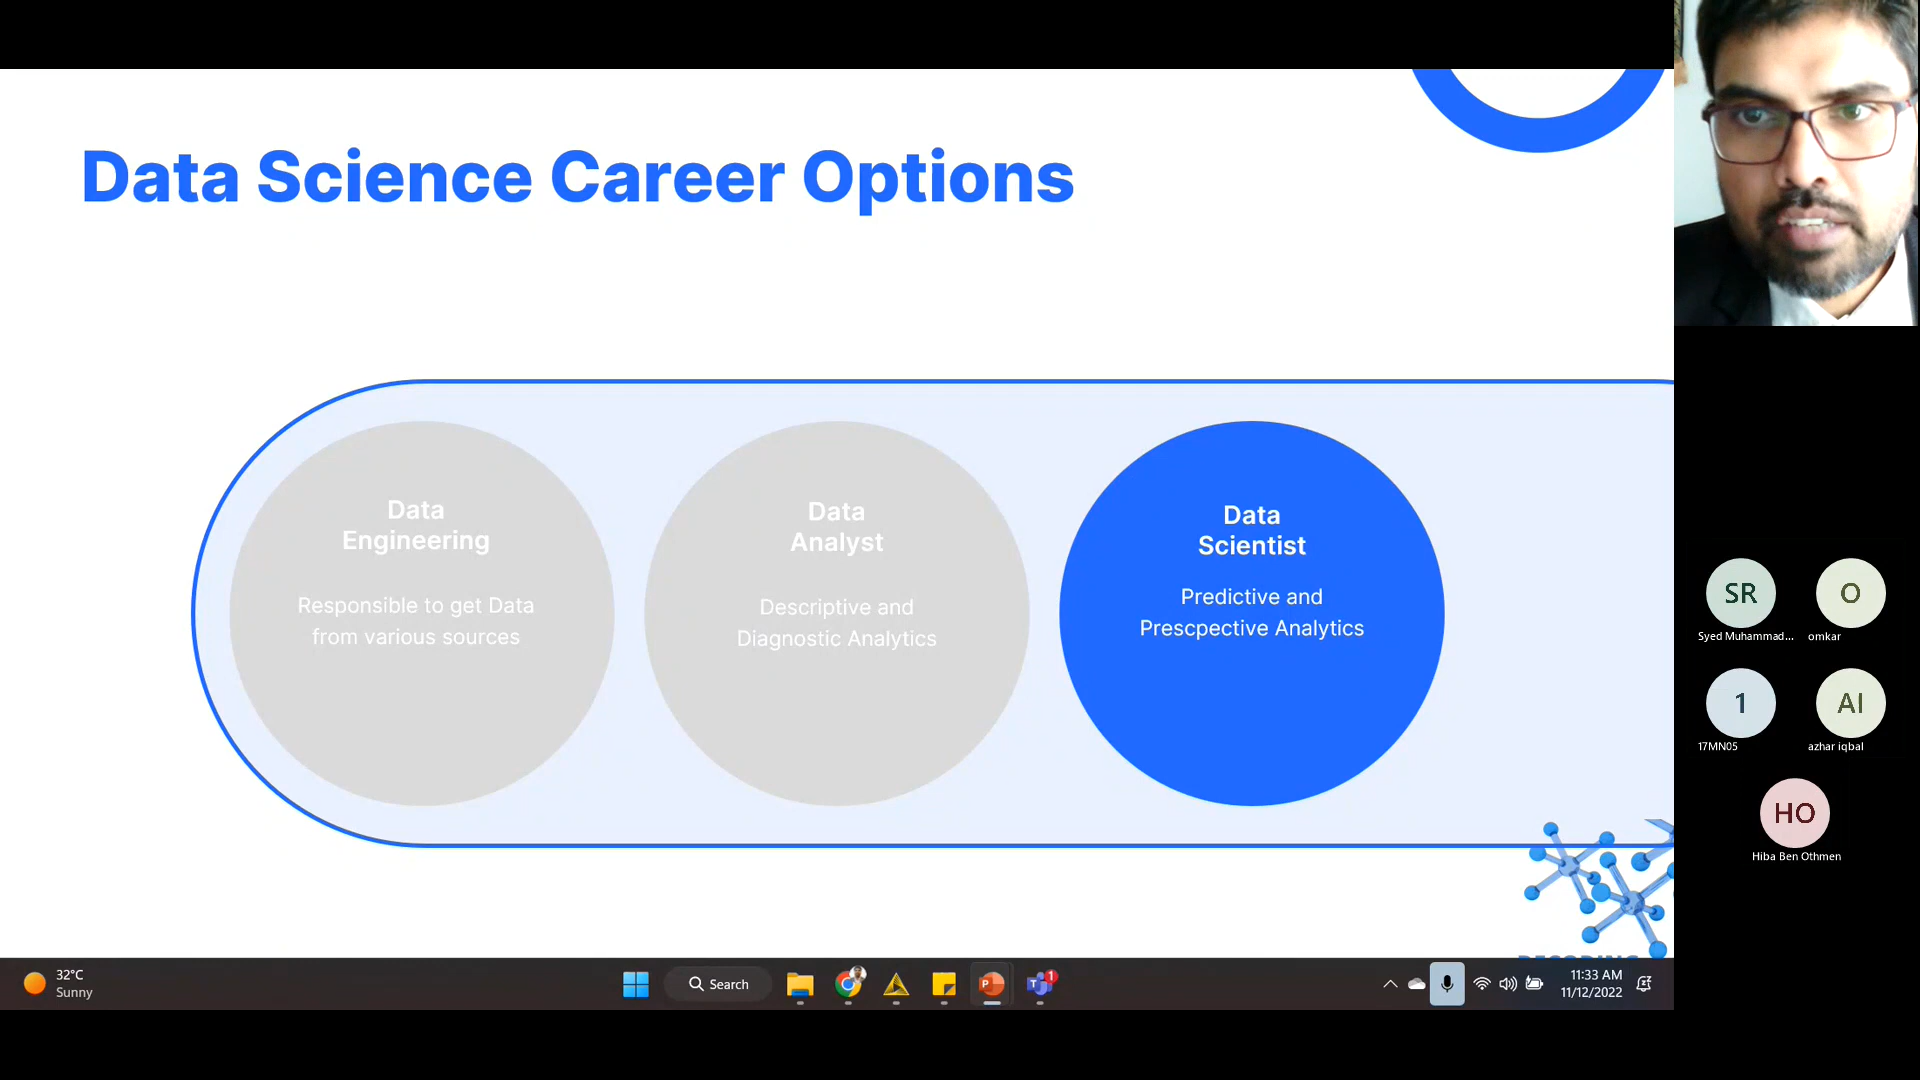 Data Science Career Options
Data
Engineering
Responsible to get Data
from various sources
Data
Analyst
Descriptive and
Diagnostic Analytics
Data
Scientist
Predictive and
Prescpective Analytics
SR
Syed Muhammad...
O
omkar
1
17MN05
AI
azhar iqbal
HO
Hiba Ben Othmen
32°C
Sunny
Search
P
T
1
11:33 AM
11/12/2022